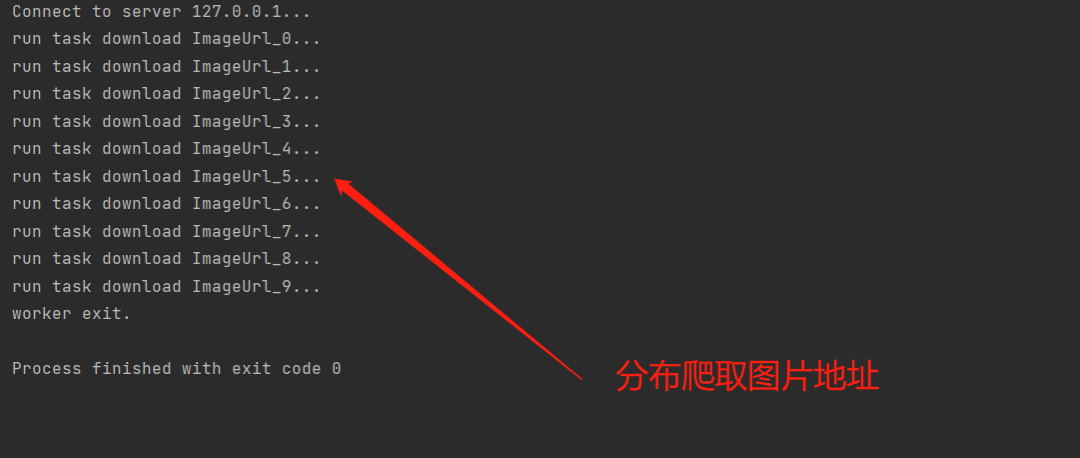 Connect to server 127.0.0.1...
run task download ImageUrl_0...
run task download ImageUrl_1...
run task download ImageUrl_2...
run task download ImageUrl_3...
run task download ImageUrl_4...
run task download ImageUrl_5...
run task download ImageUrl_6...
run task download ImageUrl_7...
run task download ImageUrl_8...
run task download ImageUrl_9...
worker exit.
Process finished with exit code 0
分布爬取图片地址